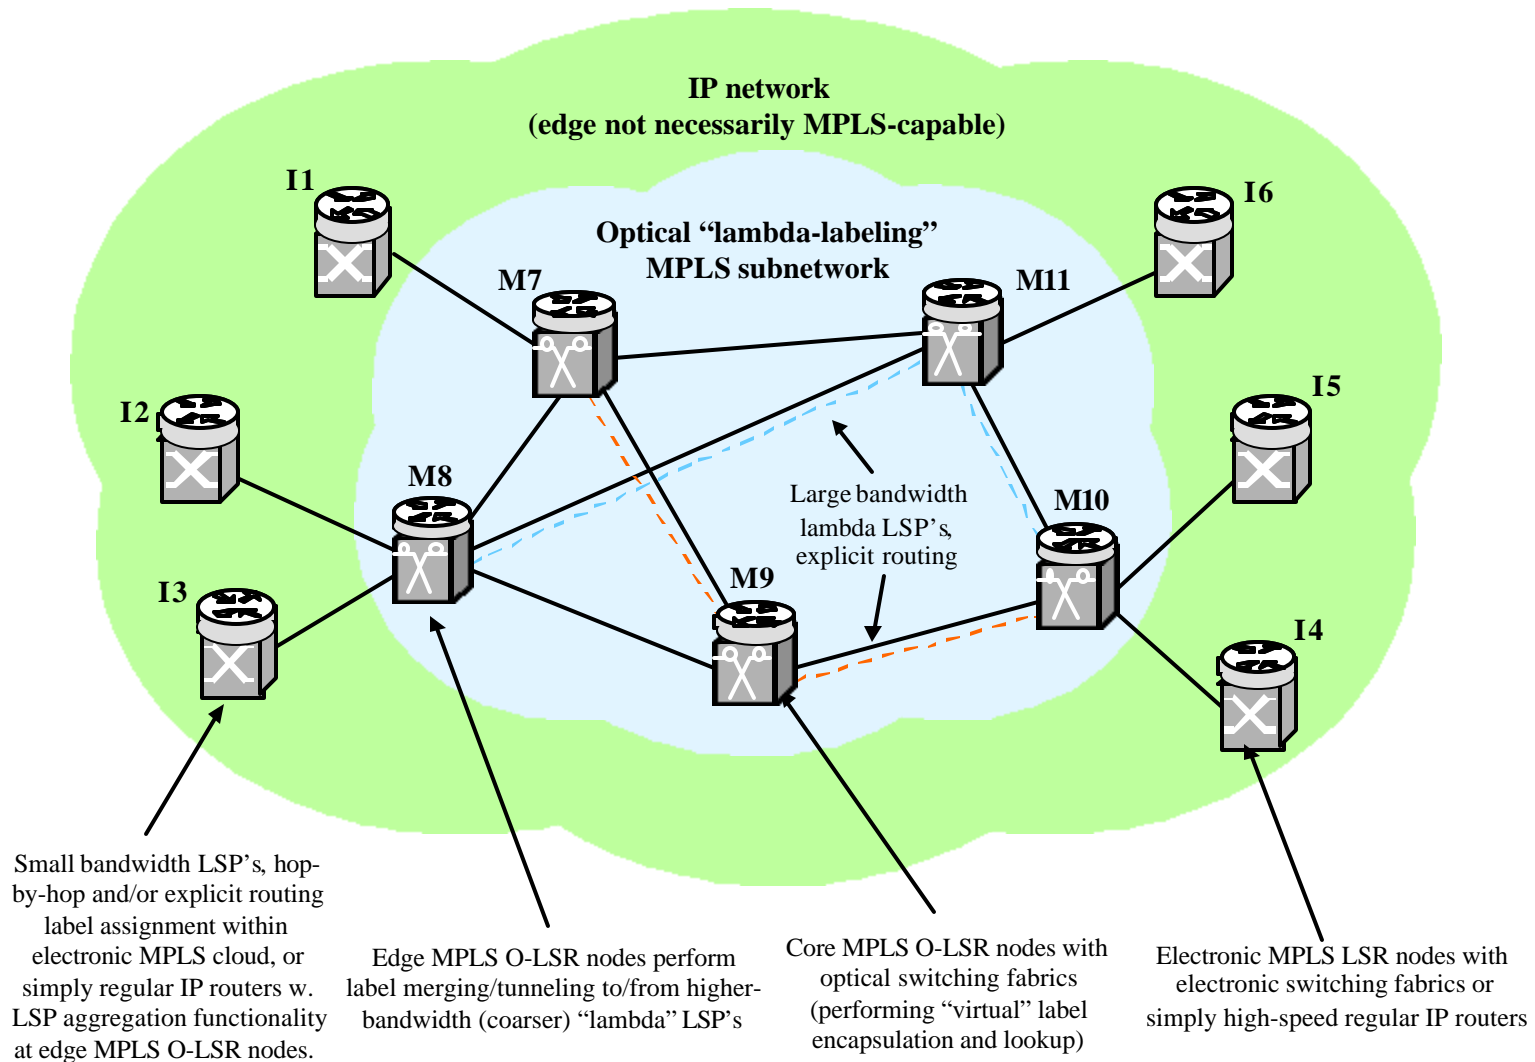 IP network
(edge not necessarily MPLS-capable)
I1
I6
Optical “lambda-labeling”
MPLS subnetwork
M7
M11
I2
I5
M8
Large bandwidth
lambda LSP’s,
explicit routing
M10
M9
I3
I4
Small bandwidth LSP’s, hop-
by-hop and/or explicit routing
label assignment within
electronic MPLS cloud, or
simply regular IP routers w.
LSP aggregation functionality
at edge MPLS O-LSR nodes.
Edge MPLS O-LSR nodes perform
label merging/tunneling to/from higher-
bandwidth (coarser) “lambda” LSP’s
Core MPLS O-LSR nodes with
optical switching fabrics
(performing “virtual” label
encapsulation and lookup)
Electronic MPLS LSR nodes with
electronic switching fabrics or
simply high-speed regular IP routers